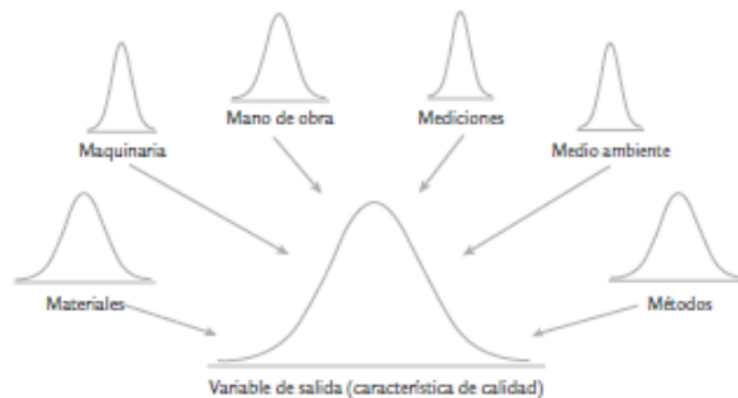 Mano de obra
Mediciones
Maquinaria
Medio ambiente
Materiales
Métodos
Variable de salida (característica de calidad)